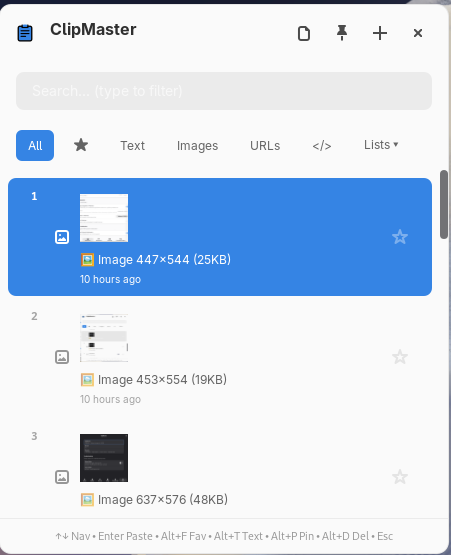 ClipMaster
Search... (type to filter)
All ★ Text Images URLs </> Lists ▾
1
🖼️ Image 447×544 (25KB)
10 hours ago
2
🖼️ Image 453×554 (19KB)
10 hours ago
3
🖼️ Image 637×576 (48KB)
↑↓ Nav • Enter Paste • Alt+F Fav • Alt+T Text • Alt+P Pin • Alt+D Del • Esc